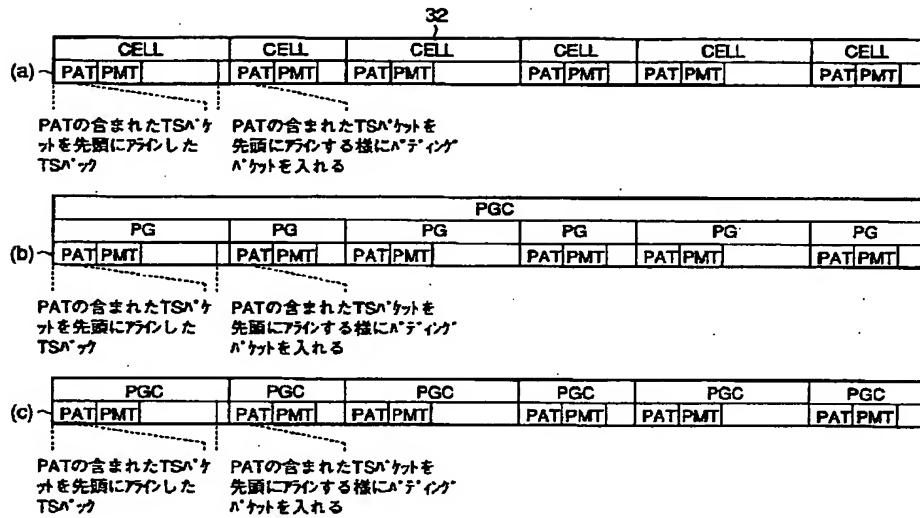 32
CELL CELL CELL CELL CELL CELL
(a) PAT PMT PAT PMT PAT PMT PAT PMT PAT PMT PAT PMT
PATの含まれたTSパケ
ットを先頭にアラインした
TSパック
PATの含まれたTSパケットを
先頭にアラインする様にパディング
パケットを入れる
PGC
PG PG PG PG PG PG
(b) PAT PMT PAT PMT PAT PMT PAT PMT PAT PMT PAT PMT
PATの含まれたTSパケ
ットを先頭にアラインした
TSパック
PATの含まれたTSパケットを
先頭にアラインする様にパディング
パケットを入れる
PGC PGC PGC PGC PGC PGC
(c) PAT PMT PAT PMT PAT PMT PAT PMT PAT PMT PAT PMT
PATの含まれたTSパケ
ットを先頭にアラインした
TSパック
PATの含まれたTSパケットを
先頭にアラインする様にパディング
パケットを入れる